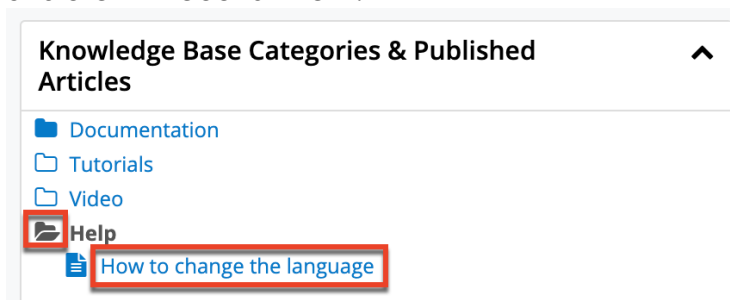 Knowledge Base Categories & Published
Articles
Documentation
Tutorials
Video
Help
How to change the language